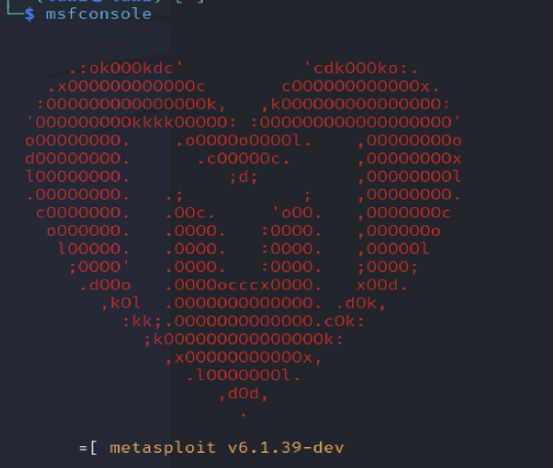 └─$ msfconsole
=[ metasploit v6.1.39-dev